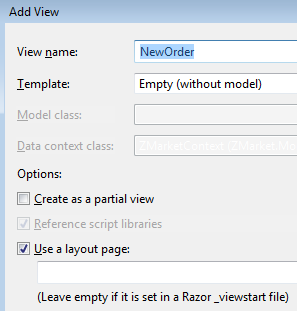 Add View
View name: NewOrder
Template: Empty (without model)
Model class:
Data context class: ZMarketContext (ZMarket.Mo
Options:
Create as a partial view
Reference script libraries
Use a layout page:
(Leave empty if it is set in a Razor _viewstart file)